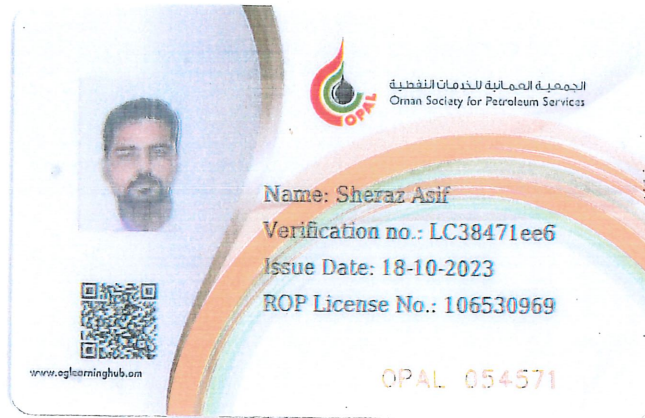 OPAL
الجمعية العمانية للخدمات النفطية
Oman Society for Petroleum Services
Name: Sheraz Asif
Verification no.: LC38471ee6
Issue Date: 18-10-2023
ROP License No.: 106530969
www.oglearninghub.om
OPAL 054571